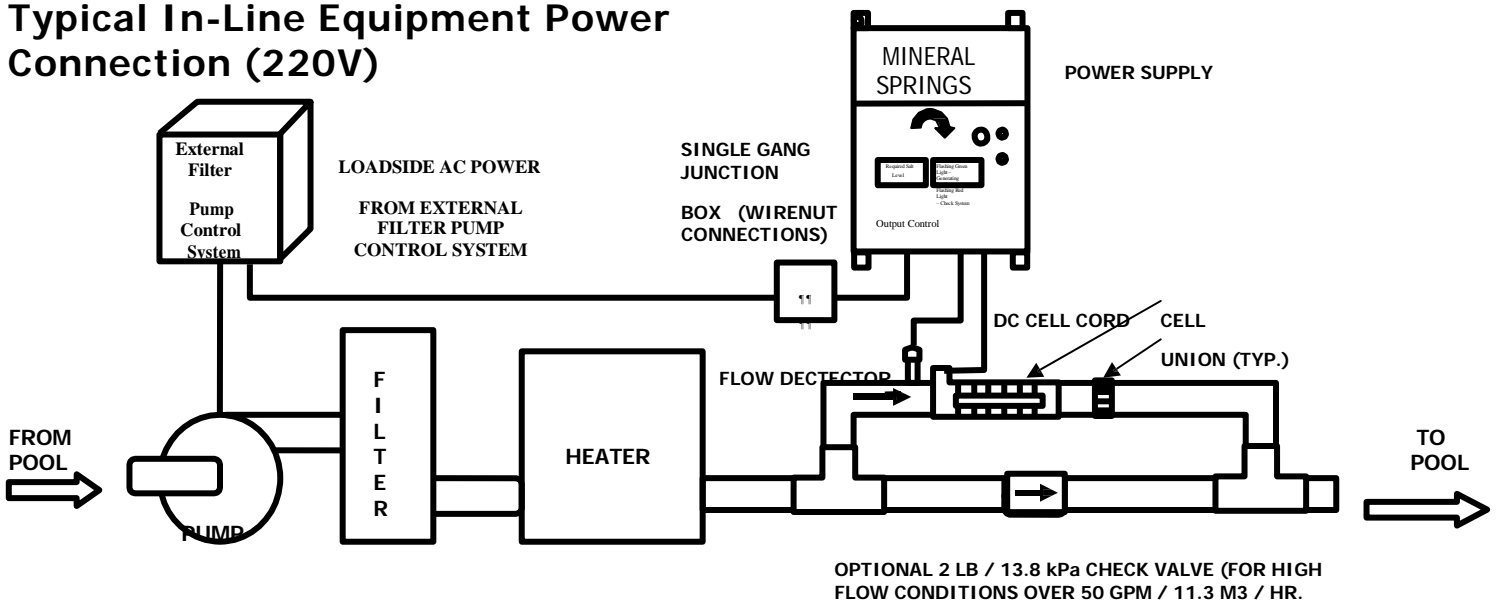 Typical In-Line Equipment Power
Connection (220V)
MINERAL
SPRINGS
POWER SUPPLY
External
Filter
Pump
Control
System
LOADSIDE AC POWER
FROM EXTERNAL
FILTER PUMP
CONTROL SYSTEM
SINGLE GANG
JUNCTION
BOX (WIRENUT
CONNECTIONS)
Required Salt
Level
Flashing Green
Light –
Generating
Flashing Red
Light
– Check System
Output Control
¶¶
¶¶
DC CELL CORD
CELL
UNION (TYP.)
FLOW DECTECTOR
FROM
POOL
PUMP
F
I
L
T
E
R
HEATER
TO
POOL
OPTIONAL 2 LB / 13.8 kPa CHECK VALVE (FOR HIGH
FLOW CONDITIONS OVER 50 GPM / 11.3 M3 / HR.